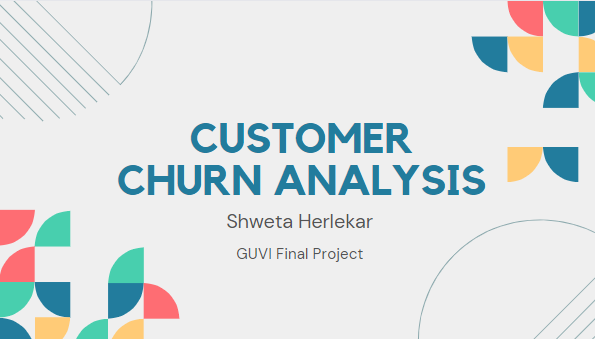 CUSTOMER
CHURN ANALYSIS
Shweta Herlekar
GUVI Final Project